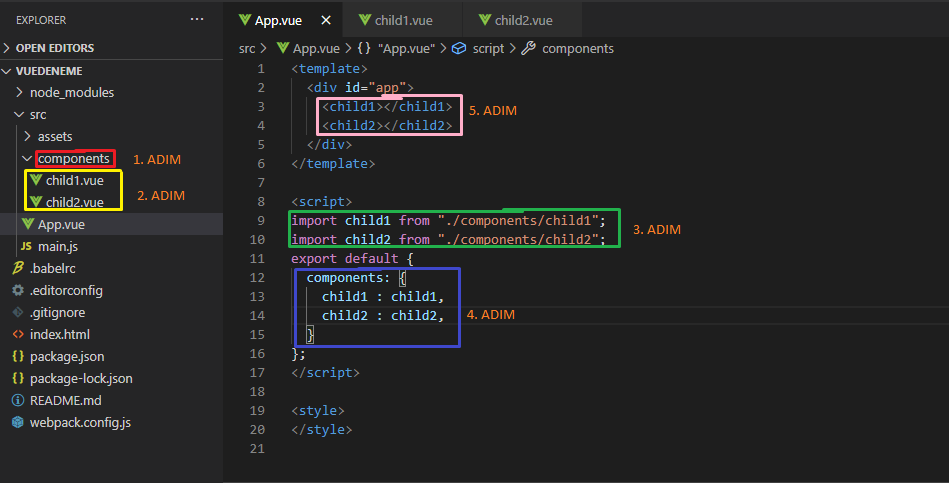 EXPLORER ···
OPEN EDITORS
VUEDENEME
node_modules
src
assets
components 1. ADIM
child1.vue
child2.vue
2. ADIM
App.vue
JS main.js
.babelrc
.editorconfig
.gitignore
<> index.html
{} package.json
{} package-lock.json
README.md
webpack.config.js
App.vue × child1.vue child2.vue
src > App.vue > {} "App.vue" > script > components
1 <template>
2 <div id="app">
3 <child1></child1>
4 <child2></child2>
5. ADIM
5 </div>
6 </template>
7
8 <script>
9 import child1 from "./components/child1";
10 import child2 from "./components/child2";
3. ADIM
11 export default {
12 components: {
13 child1 : child1,
14 child2 : child2,
4. ADIM
15 }
16 };
17 </script>
18
19 <style>
20 </style>
21